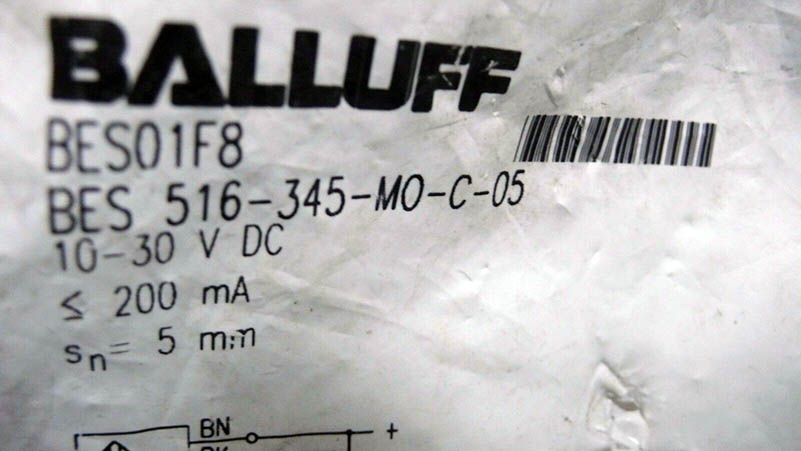 BALLUFF
BES01F8
BES 516-345-MO-C-05
10-30 V DC
≤ 200 mA
sn= 5 mm
BN
+